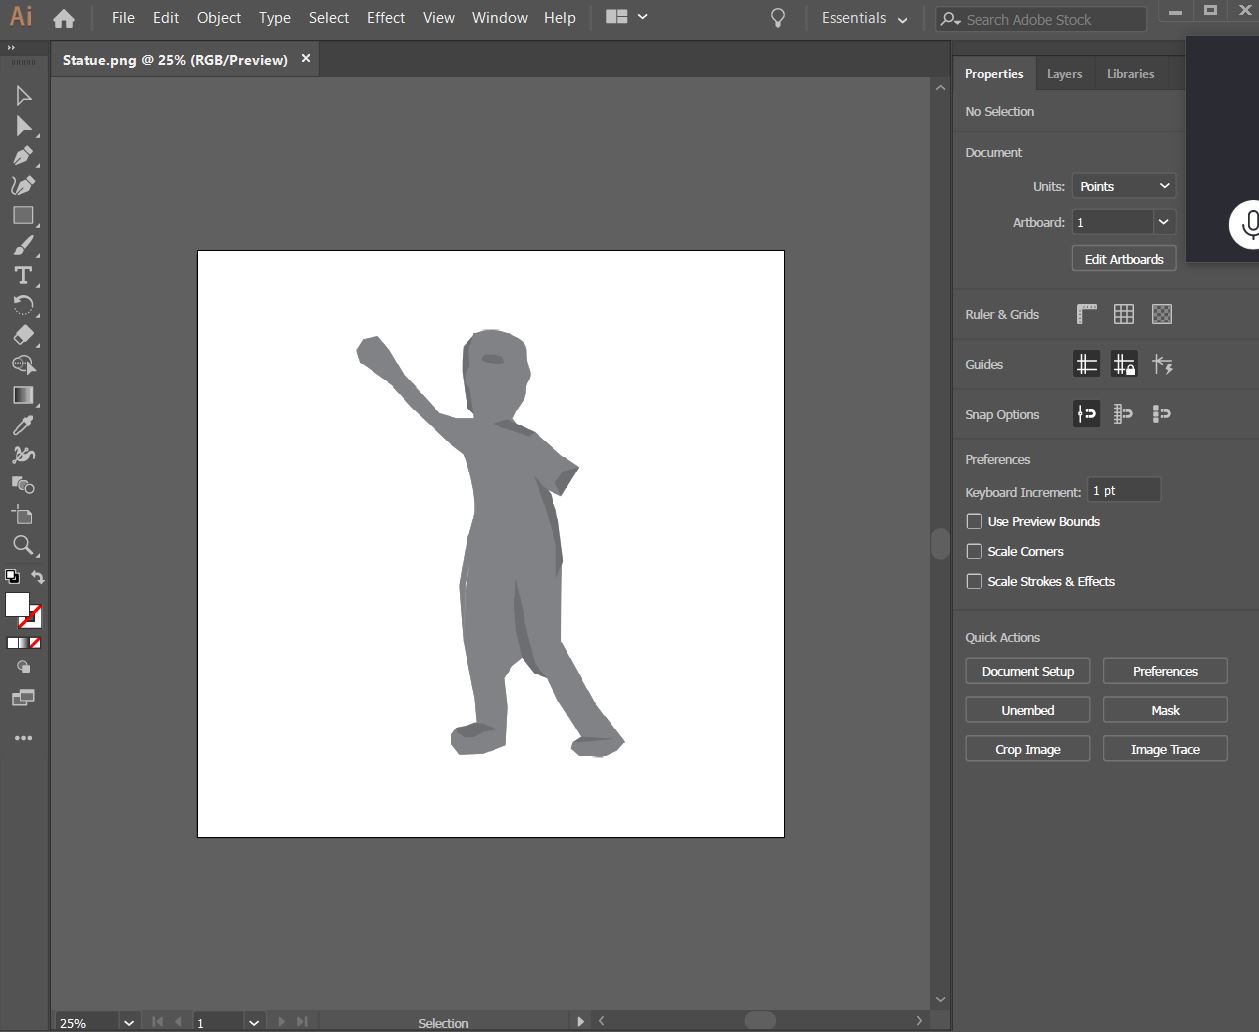 Ai File Edit Object Type Select Effect View Window Help Essentials Search Adobe Stock
Statue.png @ 25% (RGB/Preview) ×
Properties Layers Libraries
No Selection
Document
Units: Points
Artboard: 1
Edit Artboards
Ruler & Grids
Guides
Snap Options
Preferences
Keyboard Increment: 1 pt
Use Preview Bounds
Scale Corners
Scale Strokes & Effects
Quick Actions
Document Setup Preferences
Unembed Mask
Crop Image Image Trace
25% 1 Selection